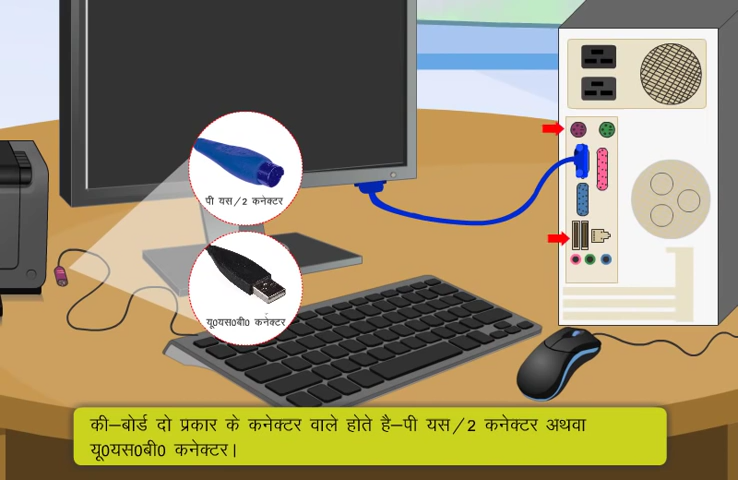 पी यस/2 कनेक्टर
यू0यस0बी0 कनेक्टर
की–बोर्ड दो प्रकार के कनेक्टर वाले होते है–पी यस/2 कनेक्टर अथवा
यू0यस0बी0 कनेक्टर।